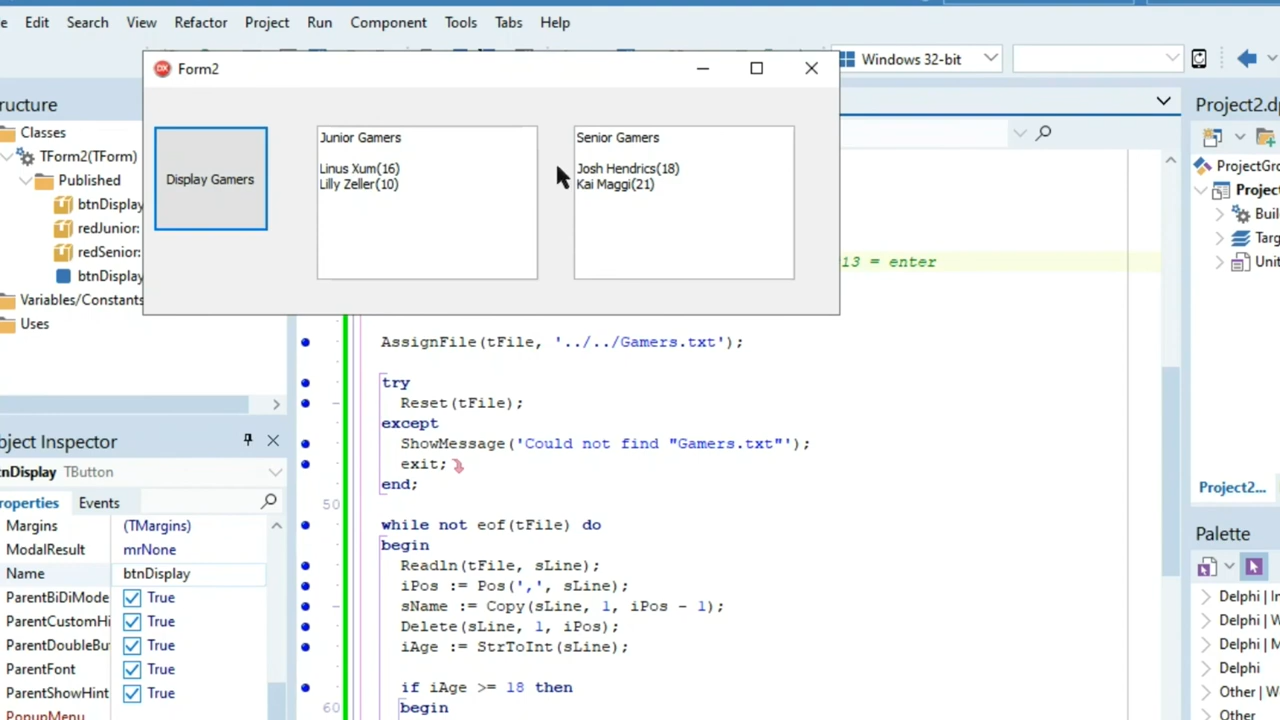 e Edit Search View Refactor Project Run Component Tools Tabs Help
Windows 32-bit
Form2
Display Gamers
Junior Gamers
Linus Xum(16)
Lilly Zeller(10)
Senior Gamers
Josh Hendrics(18)
Kai Maggi(21)
ructure
Classes
TForm2(TForm)
Published
btnDisplay
redJunior:
redSenior:
btnDisplay
Variables/Constants
Uses
13 = enter
AssignFile(tFile, '../../Gamers.txt');
try
Reset(tFile);
except
ShowMessage('Could not find "Gamers.txt"');
exit;
end;
50
while not eof(tFile) do
begin
Readln(tFile, sLine);
iPos := Pos(',', sLine);
sName := Copy(sLine, 1, iPos - 1);
Delete(sLine, 1, iPos);
iAge := StrToInt(sLine);
if iAge >= 18 then
60 begin
bject Inspector
tnDisplay TButton
roperties Events
Margins (TMargins)
ModalResult mrNone
Name btnDisplay
ParentBiDiMode True
ParentCustomHi True
ParentDoubleBu True
ParentFont True
ParentShowHint True
PopupMenu
Project2.d
ProjectGro
Projec
Buil
Targ
Unit
Project2...
Palette
Delphi | In
Delphi | W
Delphi | M
Delphi
Other | W
Other